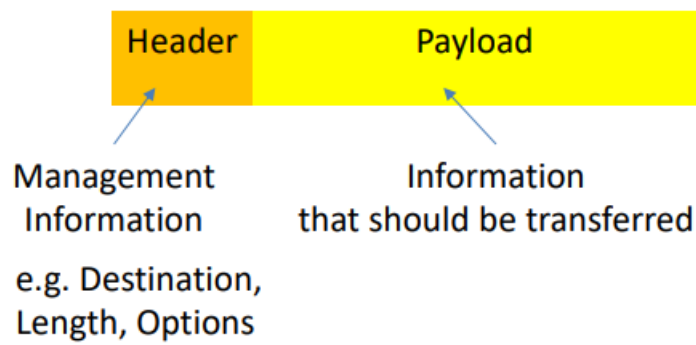 Header
Payload
Management
Information
e.g. Destination,
Length, Options
Information
that should be transferred